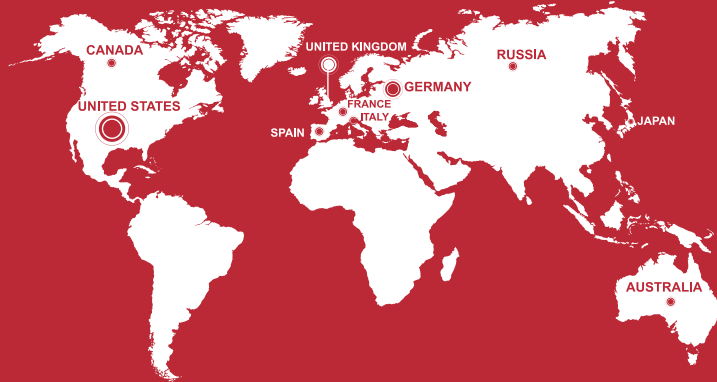 CANADA
UNITED KINGDOM
RUSSIA
GERMANY
UNITED STATES
FRANCE
ITALY
JAPAN
SPAIN
AUSTRALIA